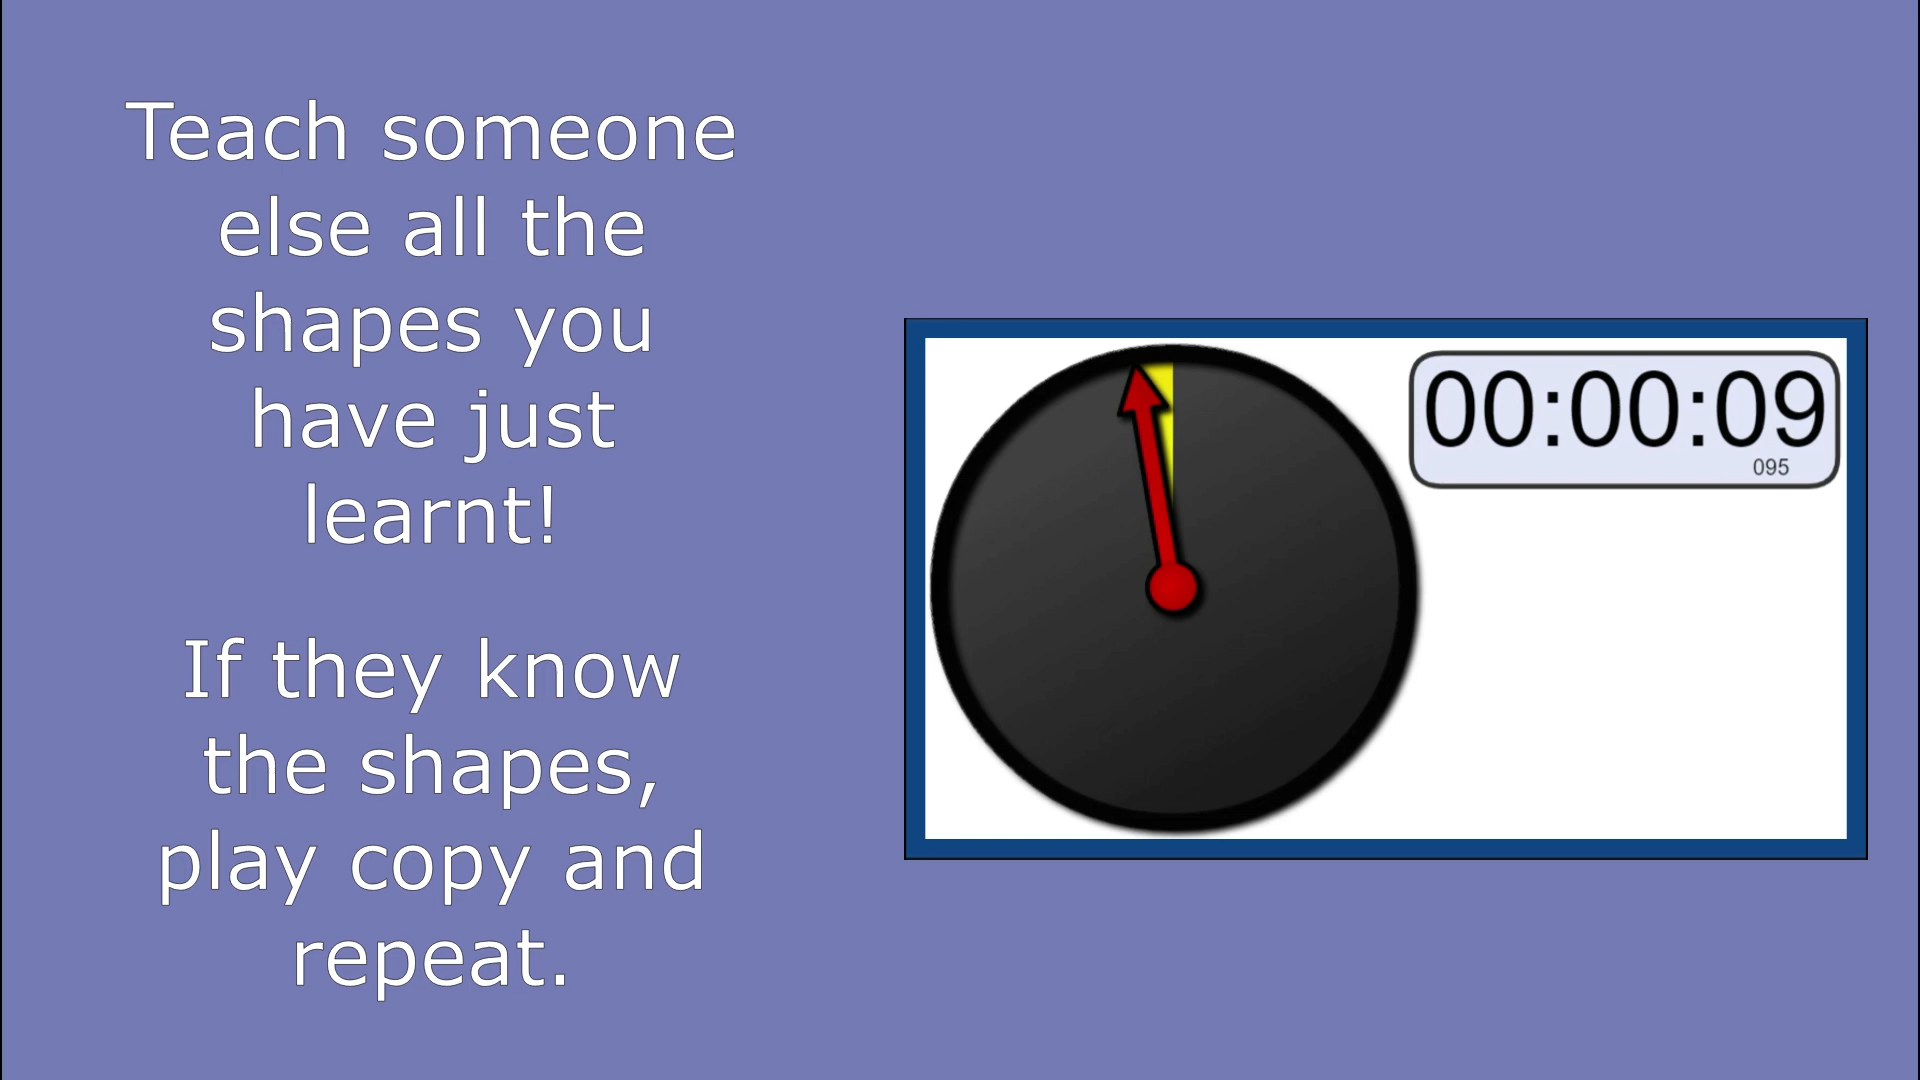 Teach someone
else all the
shapes you
have just
learnt!
If they know
the shapes,
play copy and
repeat.
00:00:09
095